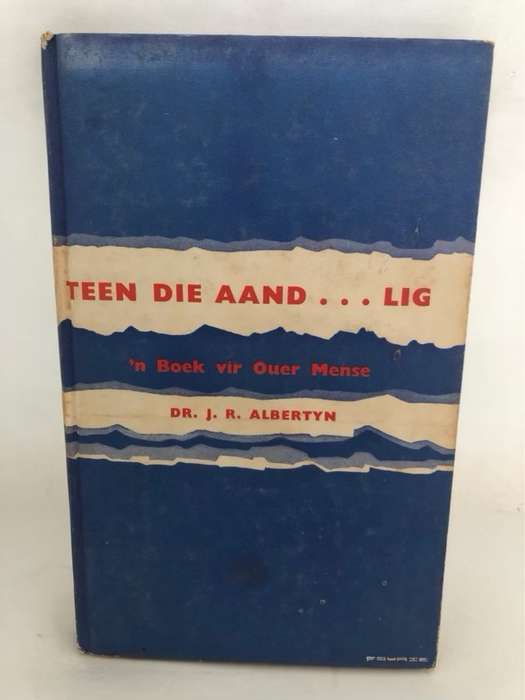 TEEN DIE AAND . . . LIG
'n Boek vir Ouer Mense
DR. J. R. ALBERTYN